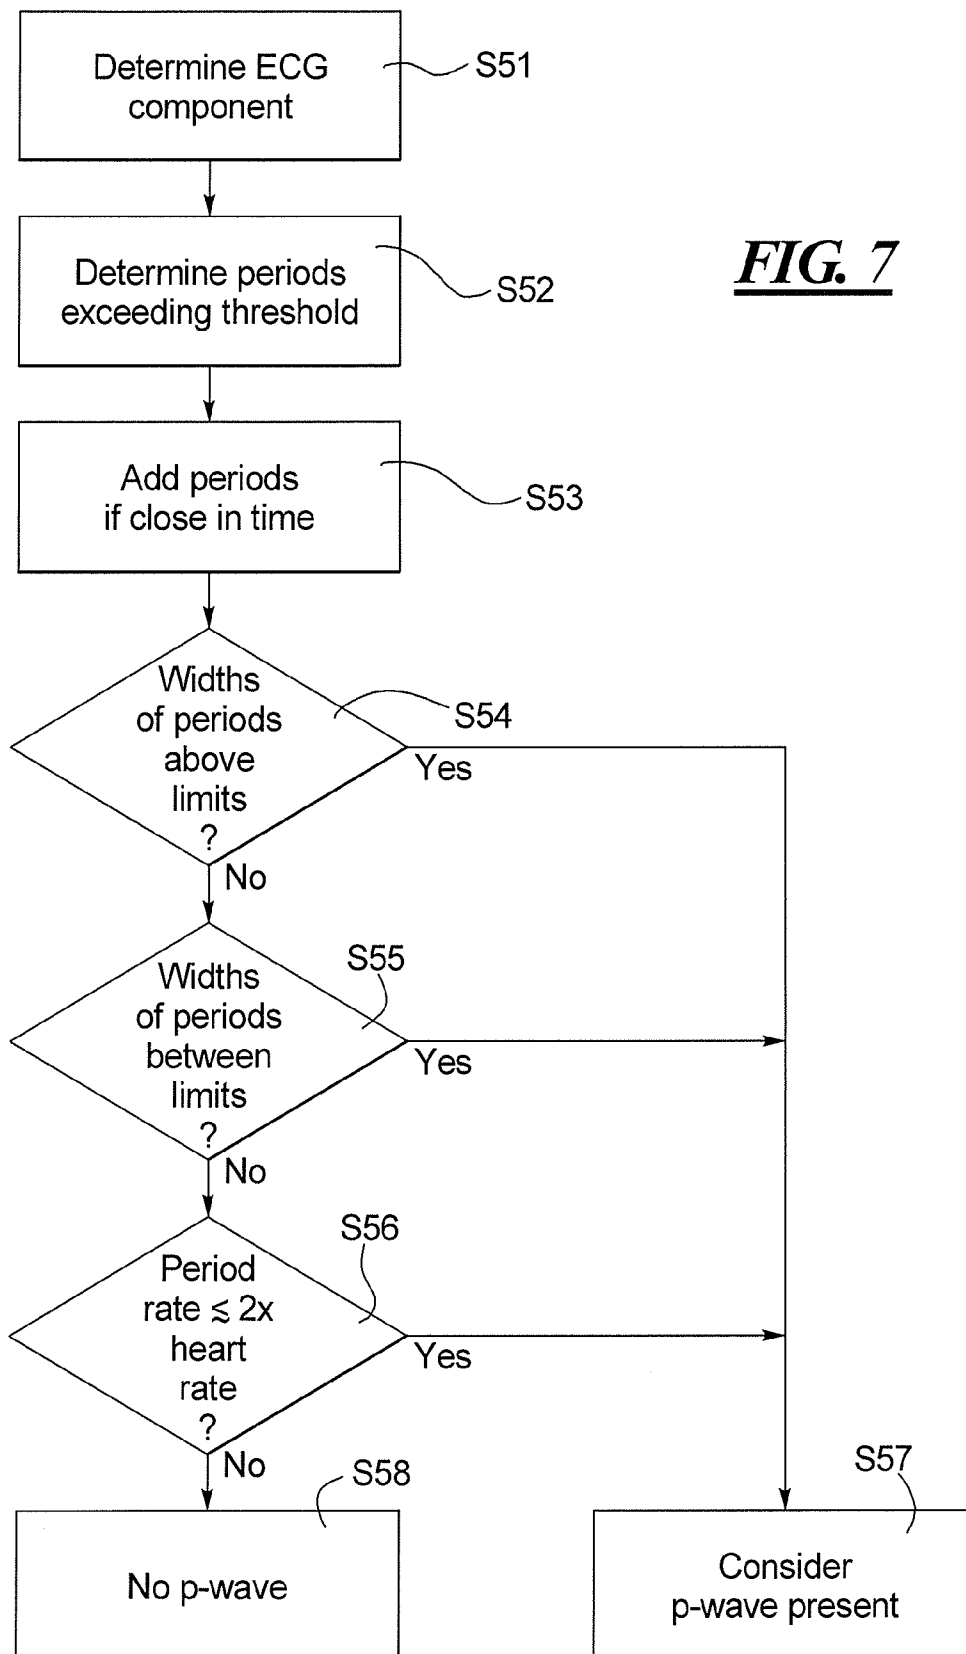 Determine ECG
component
S51
Determine periods
exceeding threshold
S52
FIG. 7
Add periods
if close in time
S53
Widths
of periods
above
limits
?
S54
Yes
No
Widths
of periods
between
limits
?
S55
Yes
No
Period
rate ≲ 2x
heart
rate
?
S56
Yes
No
No p-wave
S58
Consider
p-wave present
S57